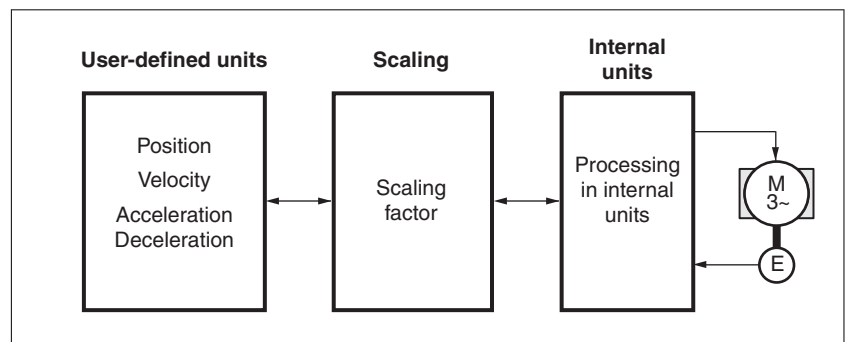 User-defined units
Scaling
Internal
units
Position
Velocity
Acceleration
Deceleration
Scaling
factor
Processing
in internal
units
M
3~
E